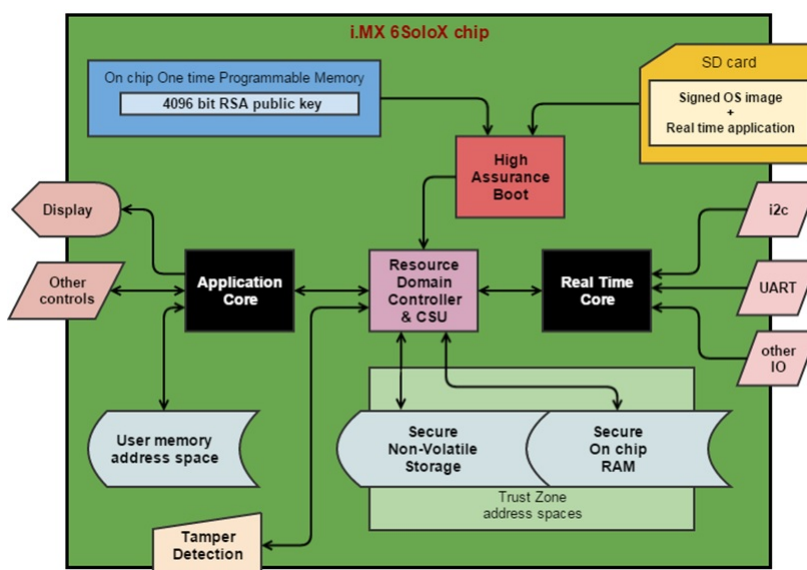 i.MX 6SoloX chip
On chip One time Programmable Memory
4096 bit RSA public key
SD card
Signed OS image
+
Real time application
High
Assurance
Boot
Display
i2c
Other
controls
Application
Core
Resource
Domain
Controller
& CSU
Real Time
Core
UART
other
IO
User memory
address space
Secure
Non-Volatile
Storage
Secure
On chip
RAM
Trust Zone
address spaces
Tamper
Detection